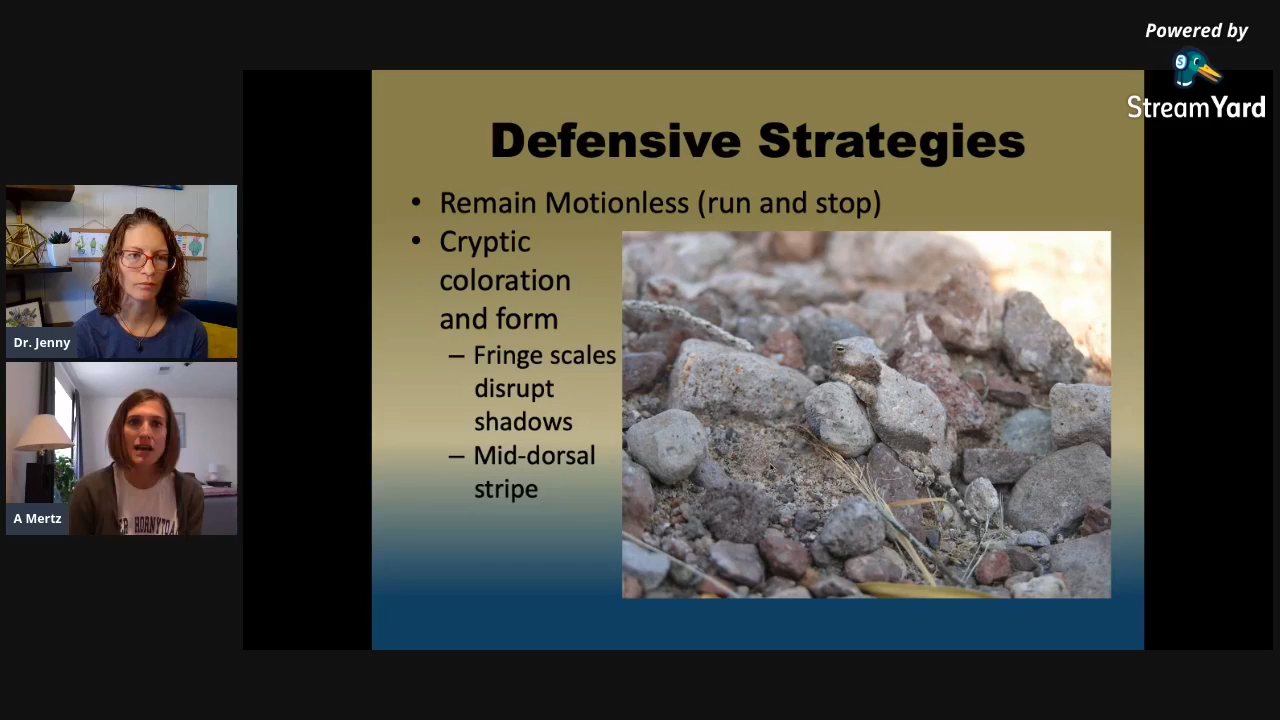 Powered by
StreamYard
Defensive Strategies
• Remain Motionless (run and stop)
• Cryptic
coloration
and form
– Fringe scales
disrupt
shadows
– Mid-dorsal
stripe
Dr. Jenny
A Mertz